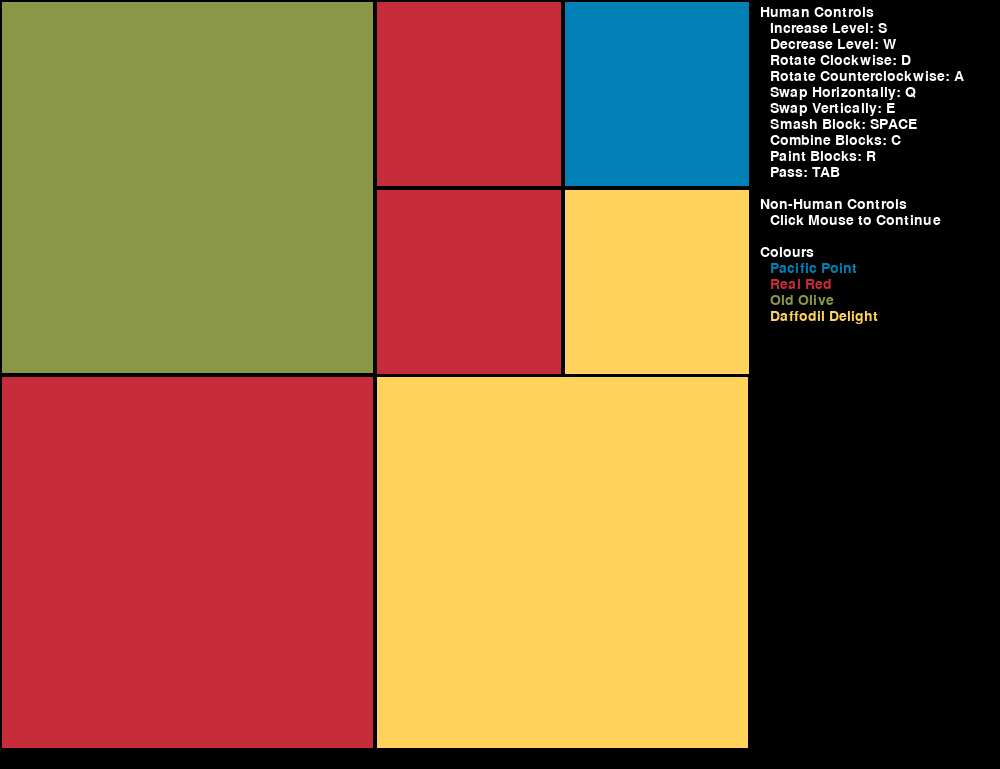 Human Controls
Increase Level: S
Decrease Level: W
Rotate Clockwise: D
Rotate Counterclockwise: A
Swap Horizontally: Q
Swap Vertically: E
Smash Block: SPACE
Combine Blocks: C
Paint Blocks: R
Pass: TAB
Non-Human Controls
Click Mouse to Continue
Colours
Pacific Point
Real Red
Old Olive
Daffodil Delight